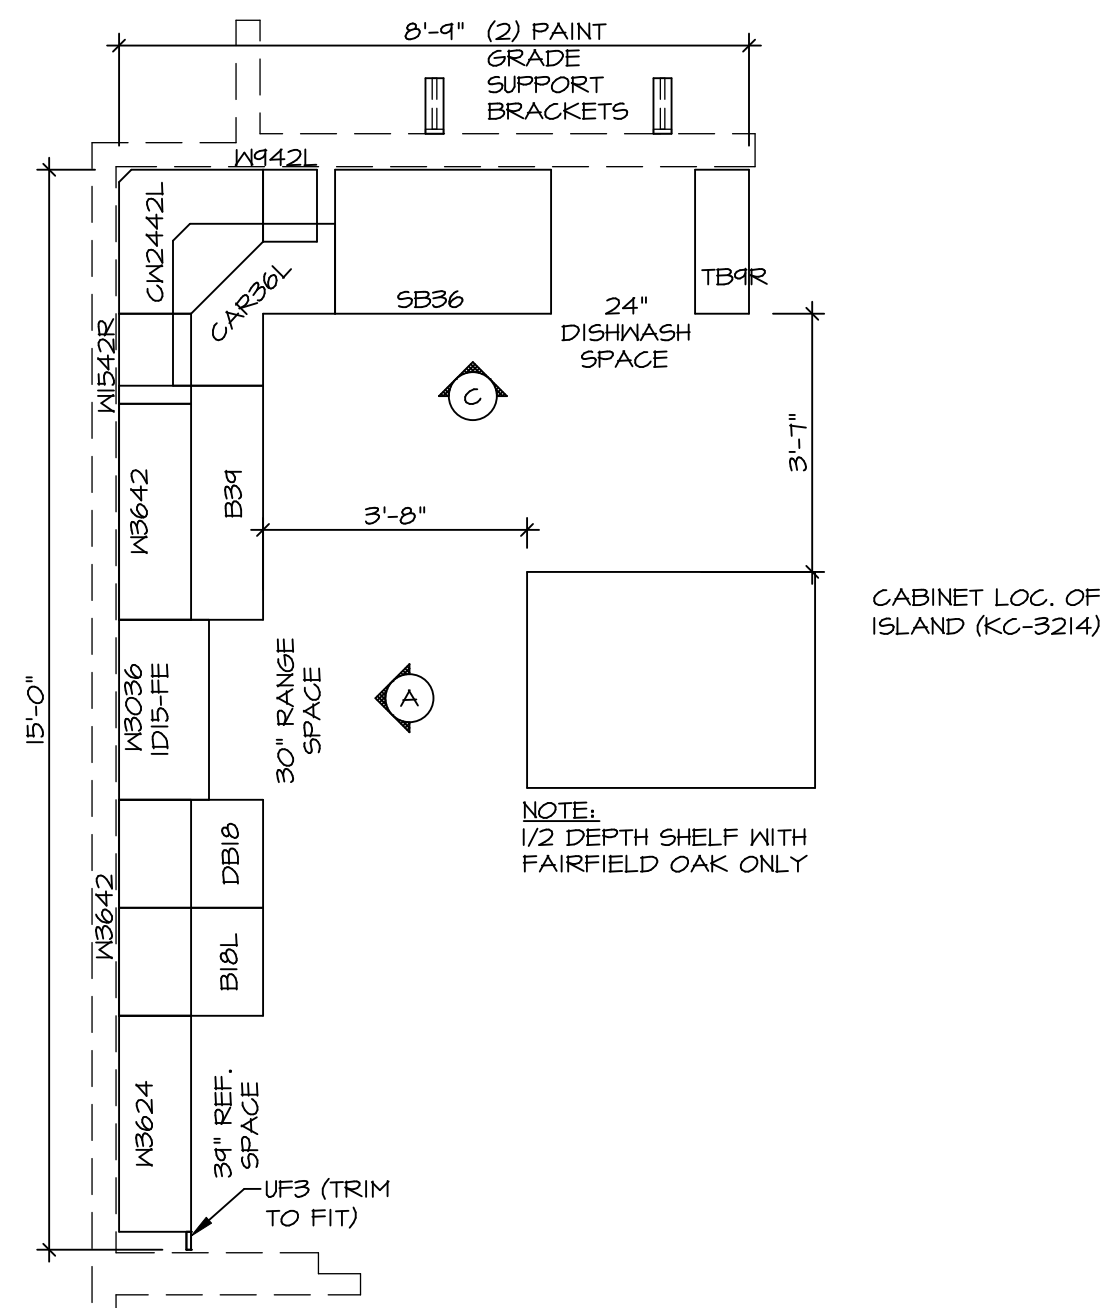 8'-9" (2) PAINT
GRADE
SUPPORT
BRACKETS
W942L
CW2442L
CAR36L
SB36
TB9R
24"
DISHWASH
SPACE
W1542R
C
3'-7"
W3642
B39
3'-8"
CABINET LOC. OF
ISLAND (KC-3214)
15'-0"
W3036
1D15-FE
30" RANGE
SPACE
A
NOTE:
1/2 DEPTH SHELF WITH
FAIRFIELD OAK ONLY
DB18
W3642
B18L
W3624
39" REF.
SPACE
UF3 (TRIM
TO FIT)